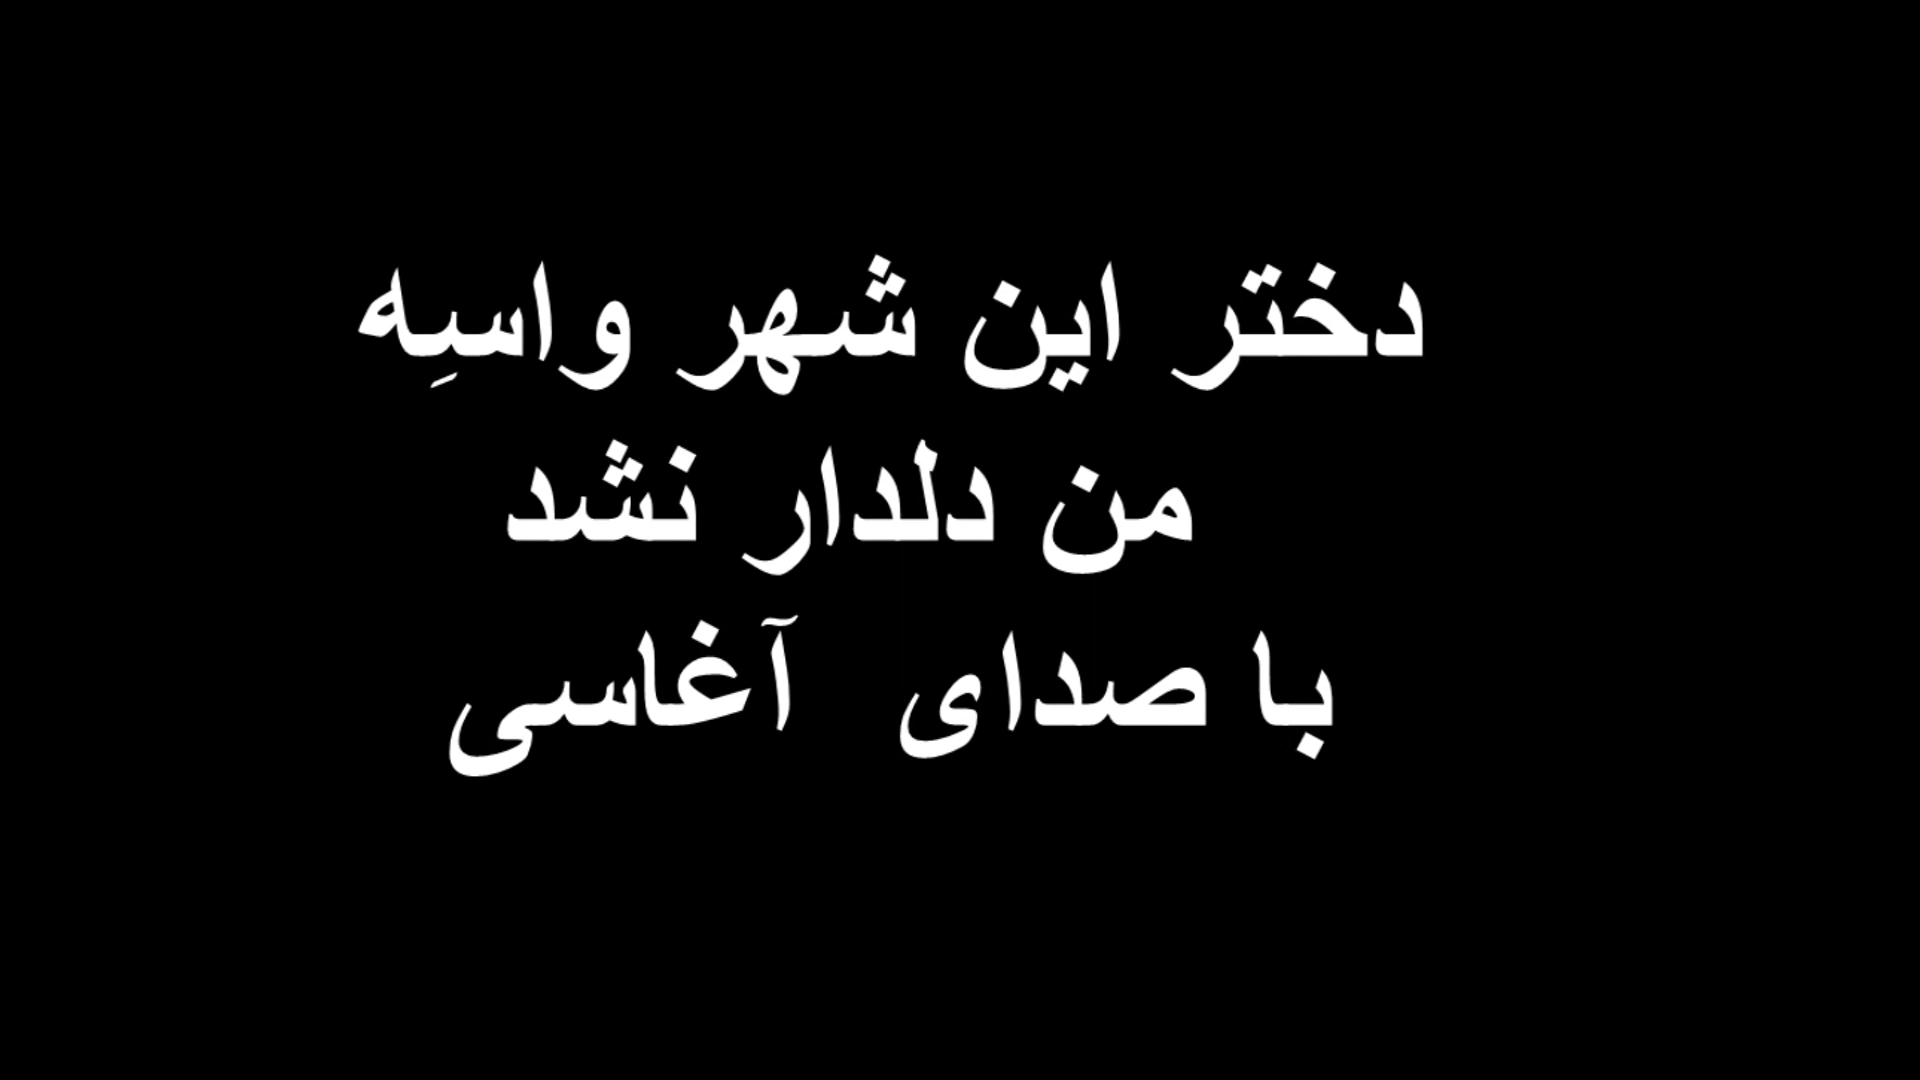 دختر این شهر واسِه
من دلدار نشد
با صدای  آغاسی